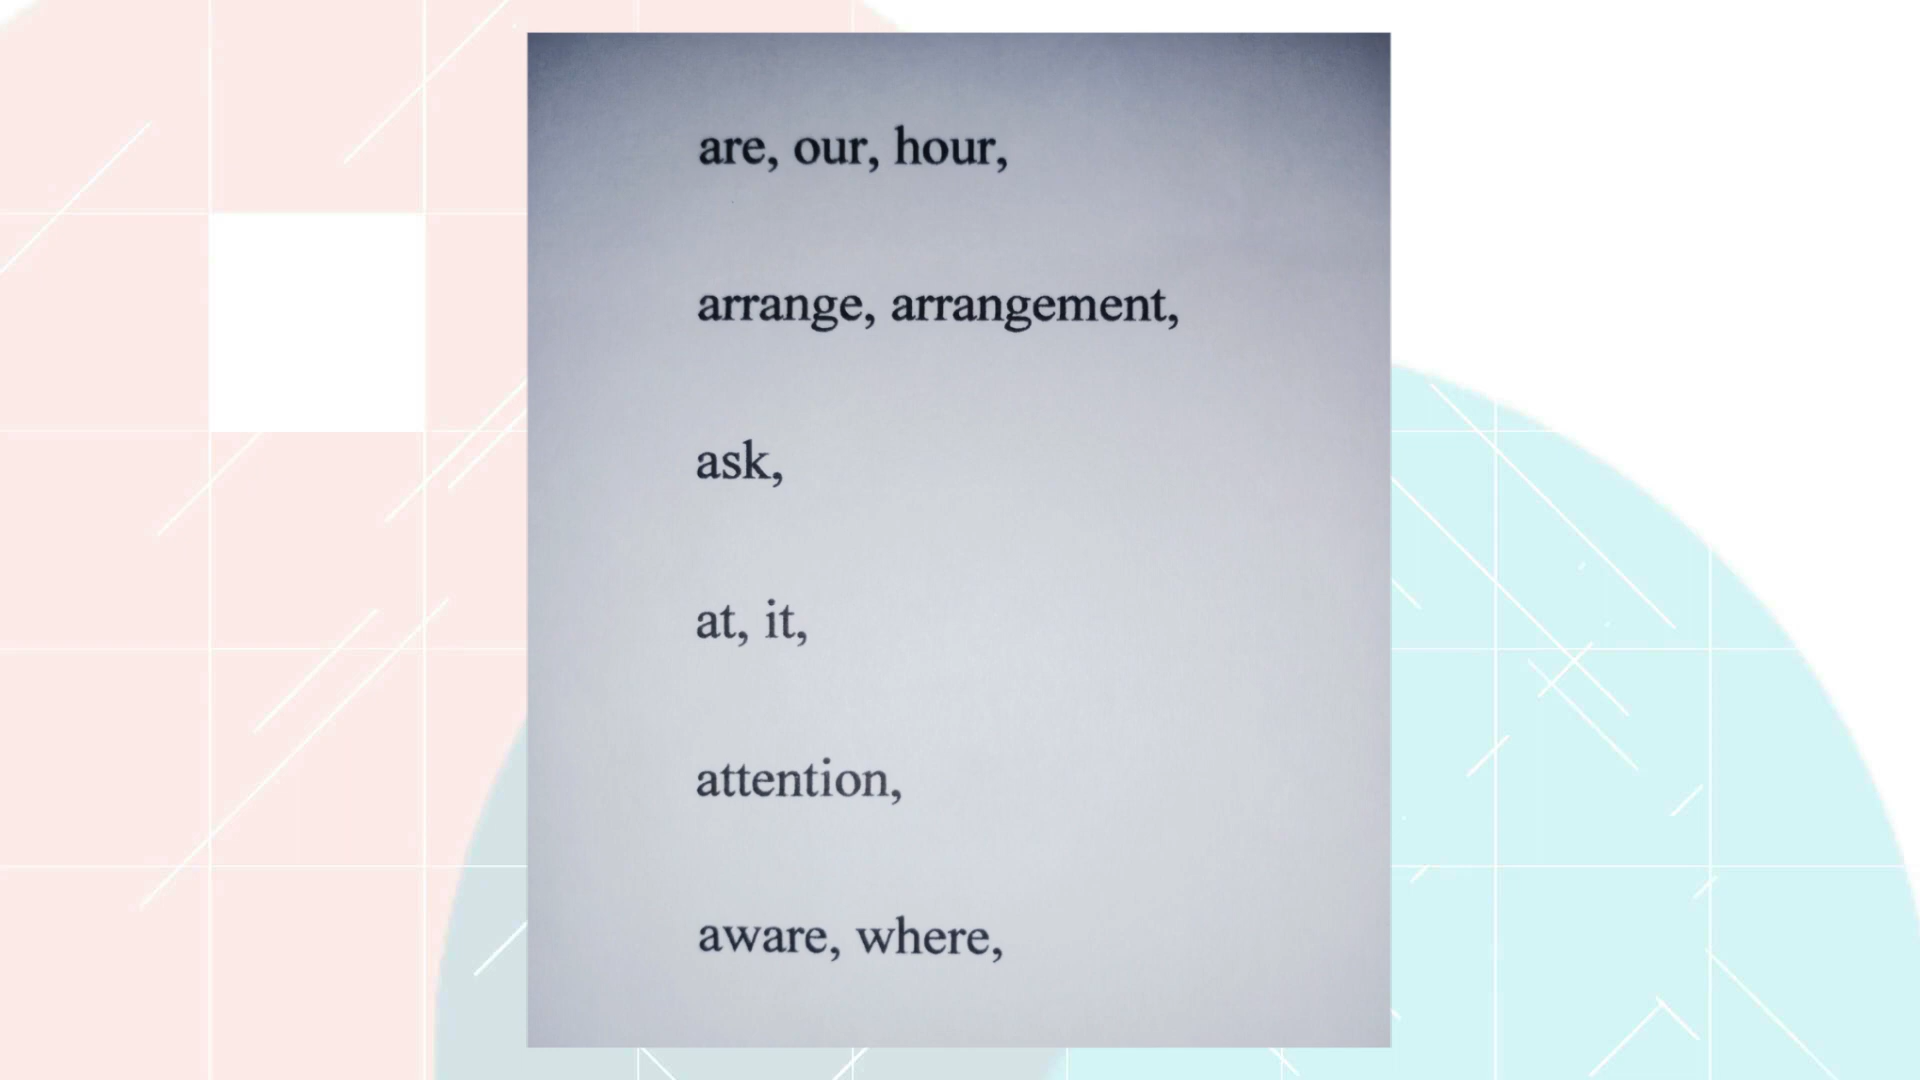 are, our, hour,
arrange, arrangement,
ask,
at, it,
attention,
aware, where,